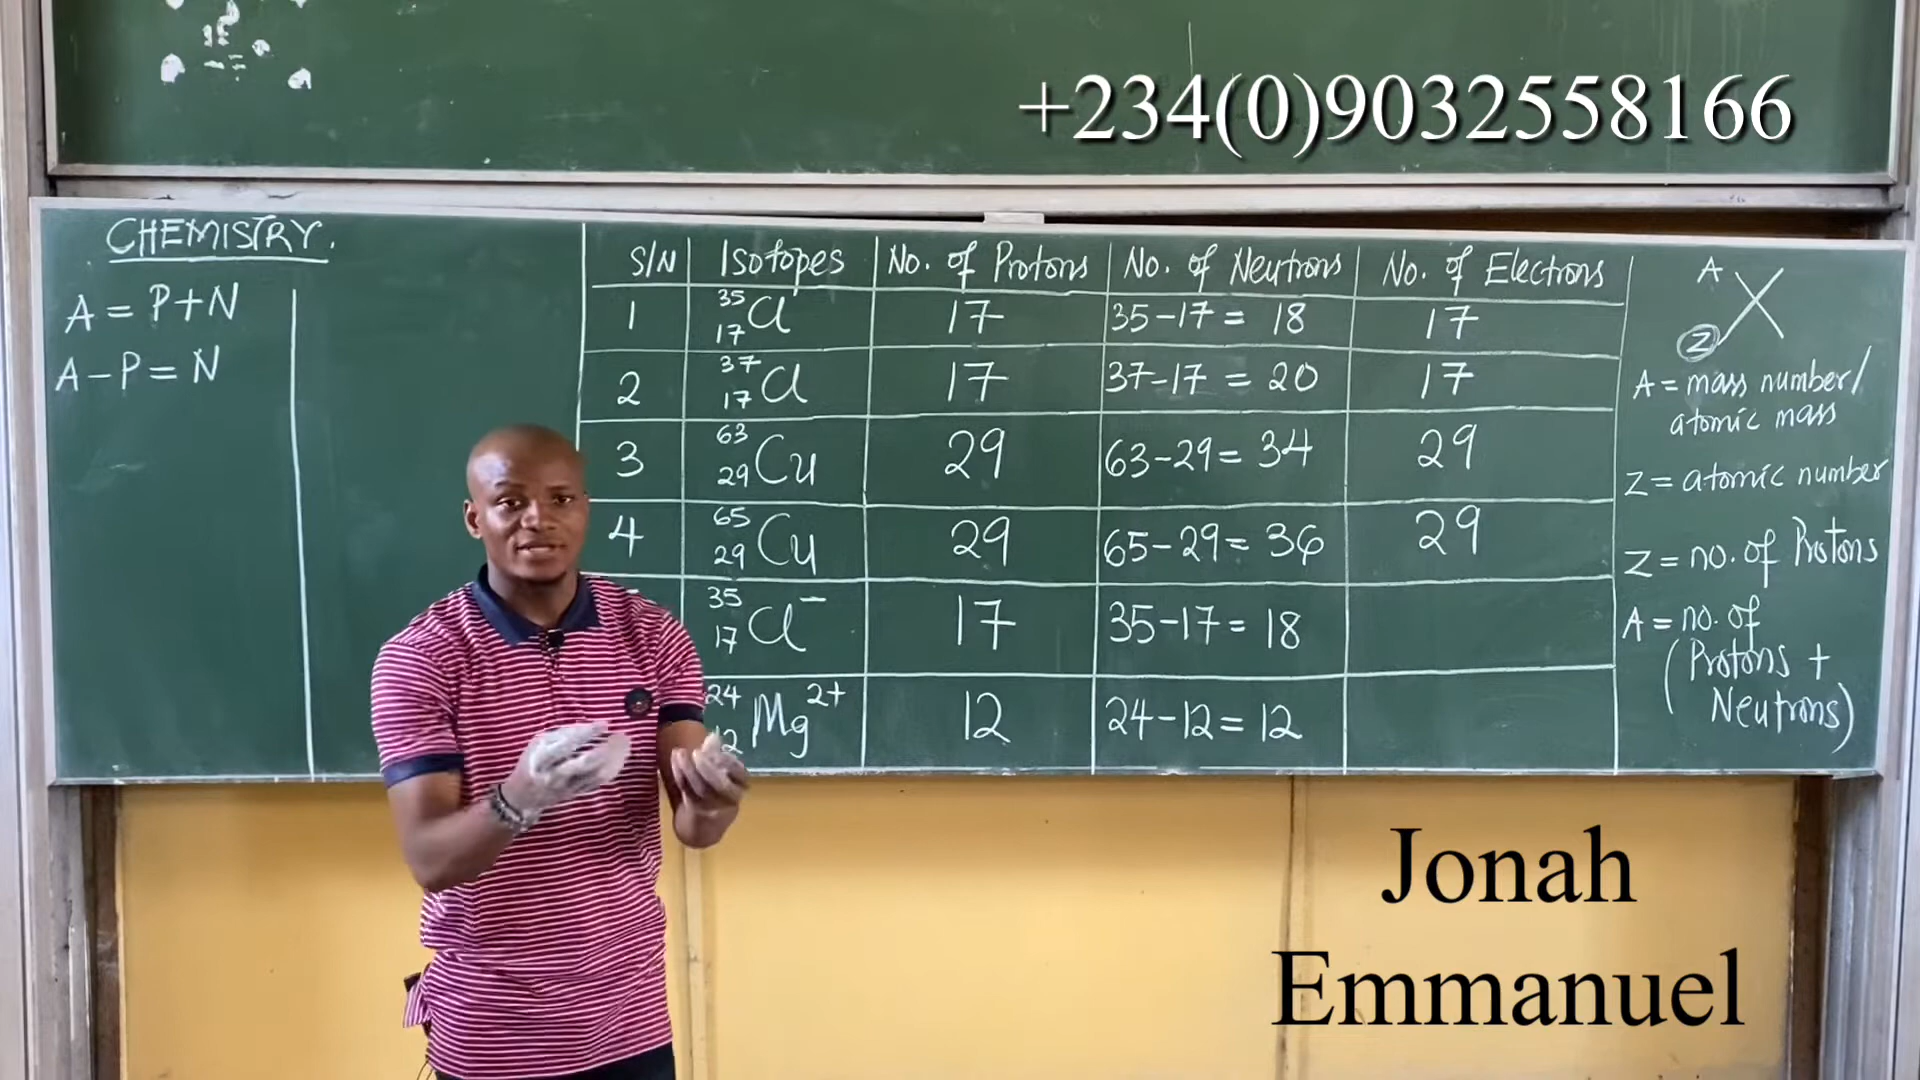 +234(0)9032558166
CHEMISTRY.
A = P+N
A - P = N
S/N Isotopes No. of Protons No. of Neutrons No. of Electrons
1 35 17 Cl 17 35-17 = 18 17
2 37 17 Cl 17 37-17 = 20 17
3 63 29 Cu 29 63-29 = 34 29
4 65 29 Cu 29 65-29 = 36 29
35 17 Cl⁻ 17 35-17 = 18
24 12 Mg²⁺ 12 24-12 = 12
A
X
Z
A = mass number/
atomic mass
Z = atomic number
Z = no. of Protons
A = no. of
(Protons +
Neutrons)
Jonah
Emmanuel